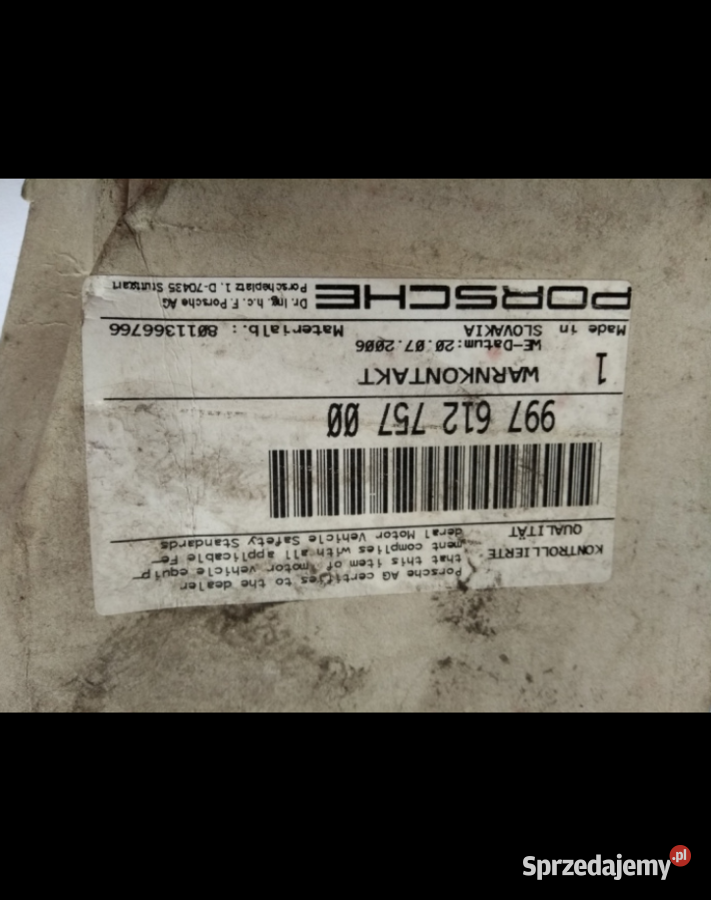 Porsche AG certifies to the dealer
that this item of motor vehicle equip-
ment complies with all applicable Fe-
deral Motor Vehicle Safety Standards
KONTROLLIERTE
QUALITÄT
997 612 757 00
1 WARNKONTAKT
WE-Datum:20.07.2006
Made in SLOVAKIA Materialb.: 8011366766
PORSCHE
Dr. Ing. h.c. F. Porsche AG
Porscheplatz 1, D-70435 Stuttgart
Sprzedajemy.pl